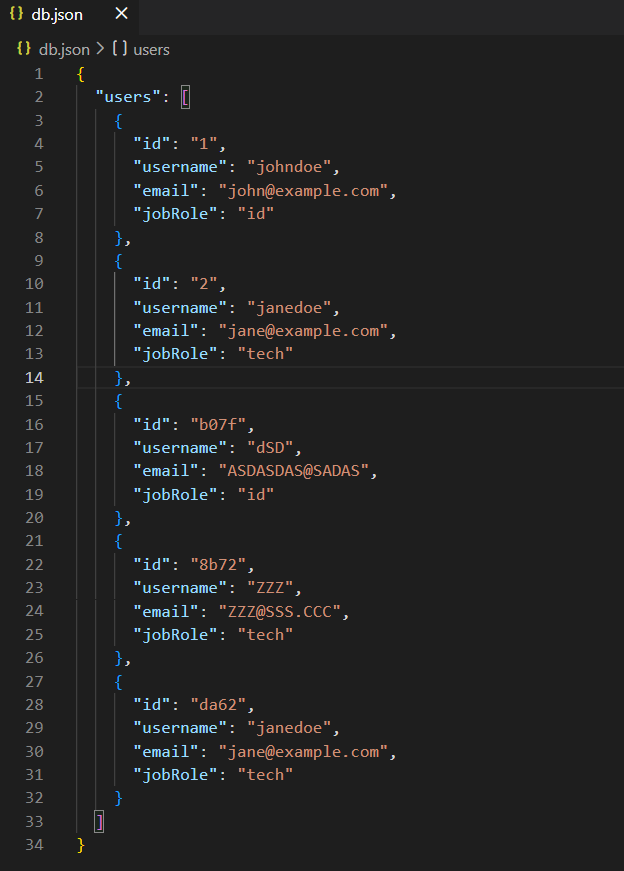 {} db.json ×
{} db.json > [ ] users
1 {
2 "users": [
3 {
4 "id": "1",
5 "username": "johndoe",
6 "email": "john@example.com",
7 "jobRole": "id"
8 },
9 {
10 "id": "2",
11 "username": "janedoe",
12 "email": "jane@example.com",
13 "jobRole": "tech"
14 },
15 {
16 "id": "b07f",
17 "username": "dSD",
18 "email": "ASDASDAS@SADAS",
19 "jobRole": "id"
20 },
21 {
22 "id": "8b72",
23 "username": "ZZZ",
24 "email": "ZZZ@SSS.CCC",
25 "jobRole": "tech"
26 },
27 {
28 "id": "da62",
29 "username": "janedoe",
30 "email": "jane@example.com",
31 "jobRole": "tech"
32 }
33 ]
34 }